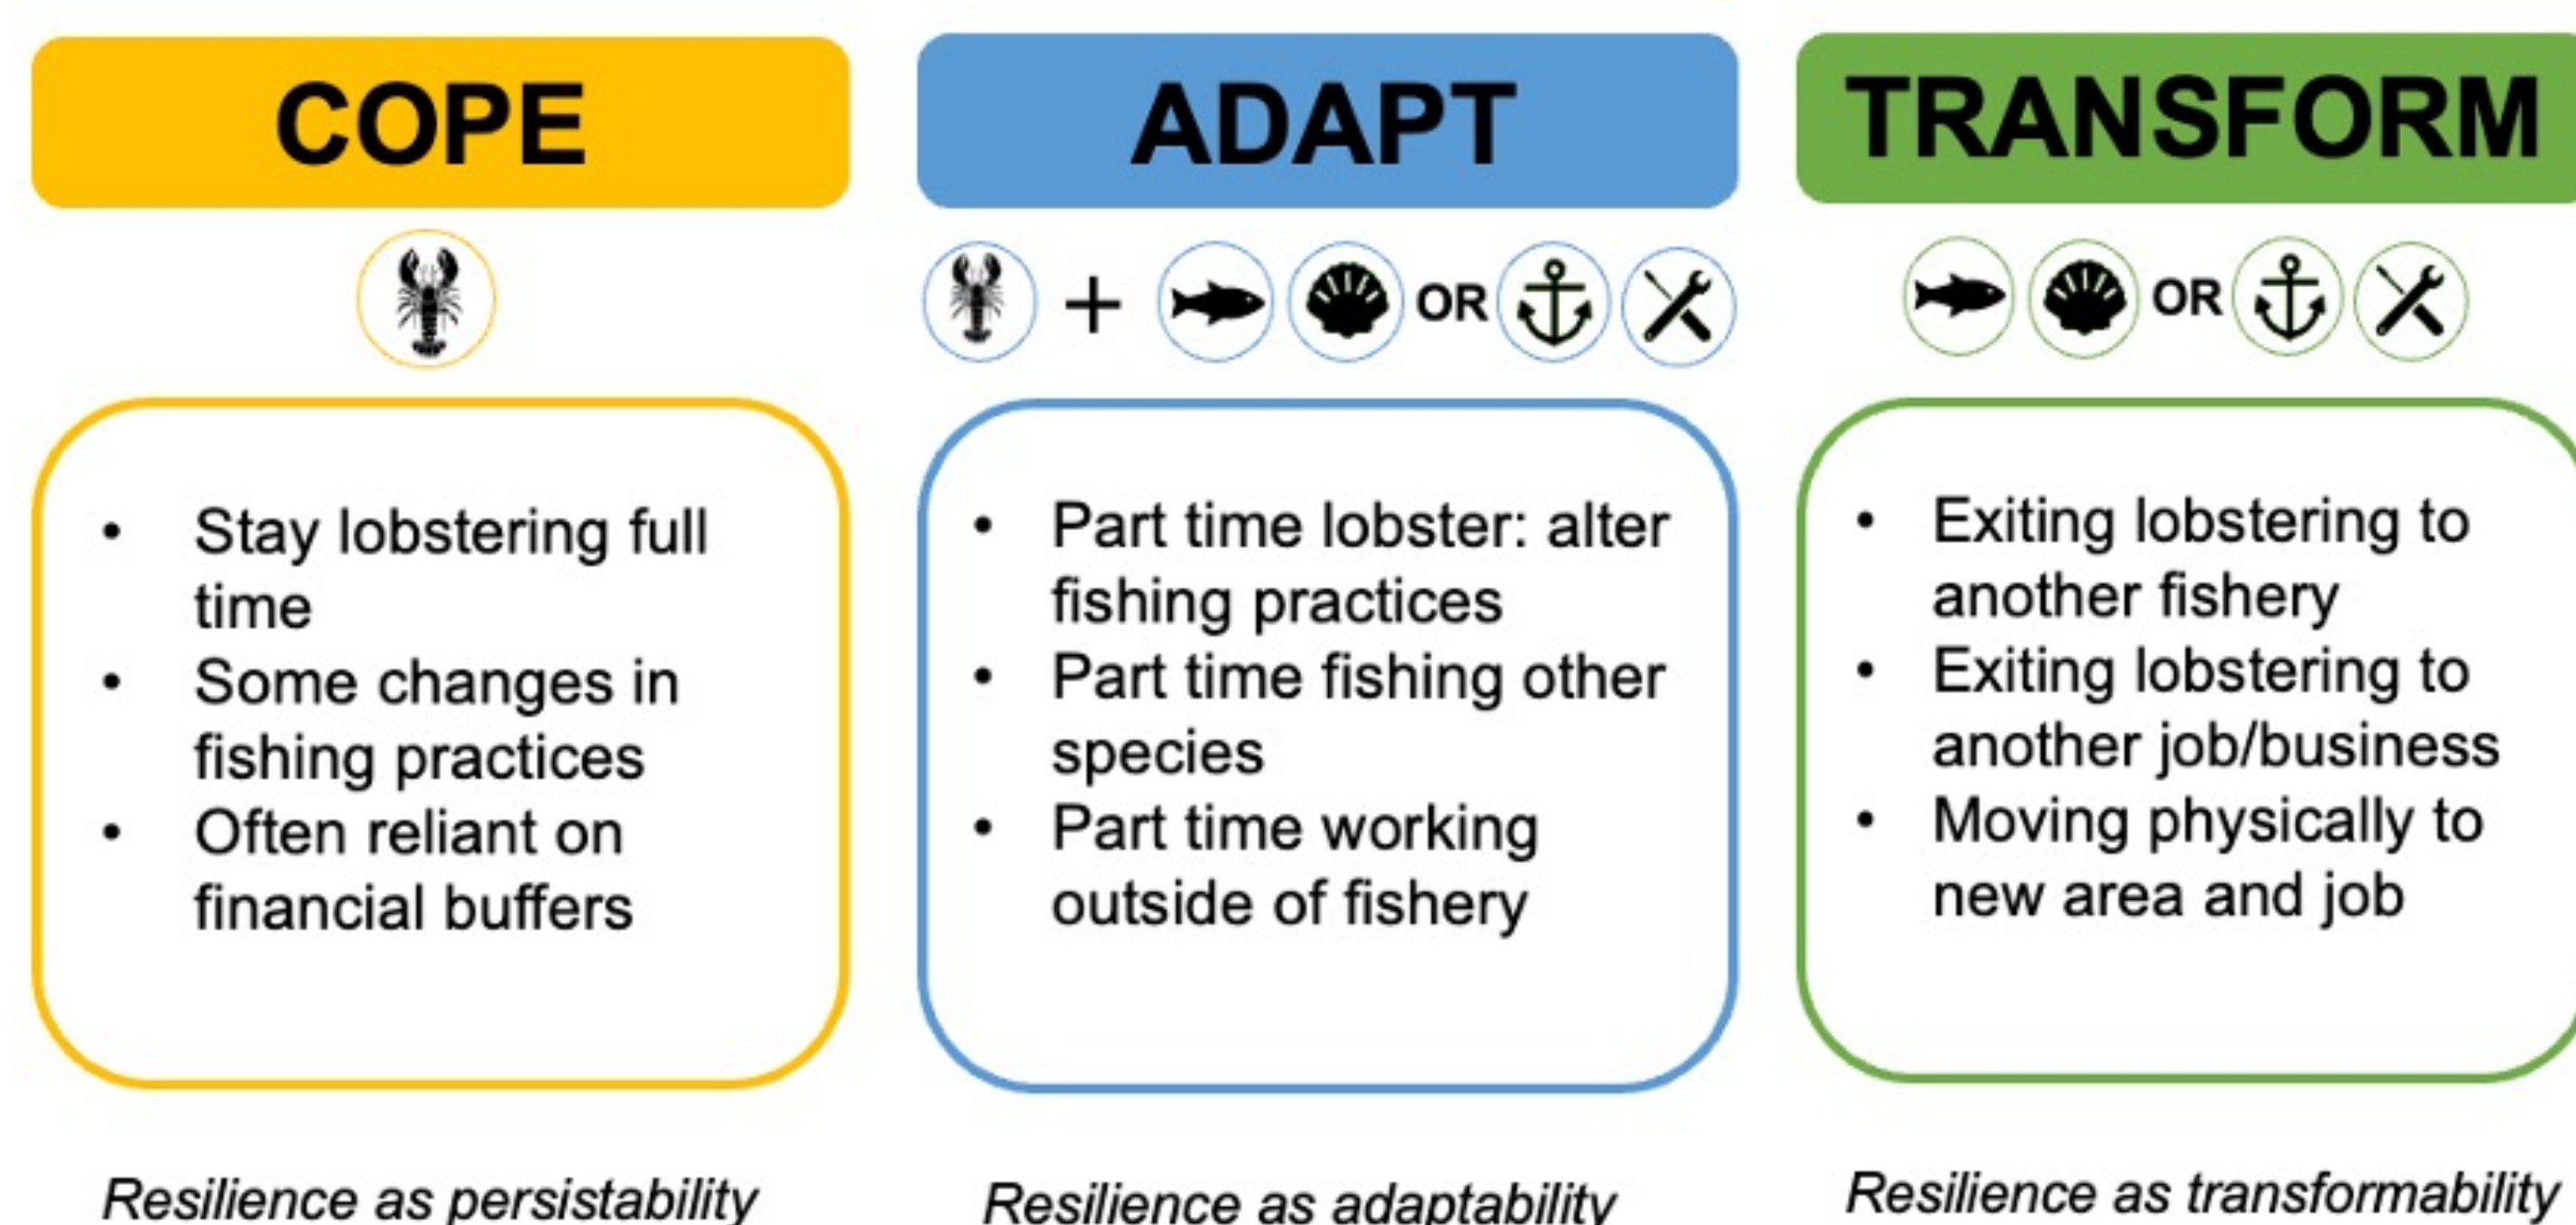 COPE
ADAPT
TRANSFORM
+
OR
OR
• Stay lobstering full
time
• Some changes in
fishing practices
• Often reliant on
financial buffers
• Part time lobster: alter
fishing practices
• Part time fishing other
species
• Part time working
outside of fishery
• Exiting lobstering to
another fishery
• Exiting lobstering to
another job/business
• Moving physically to
new area and job
Resilience as persistability
Resilience as adaptability
Resilience as transformability